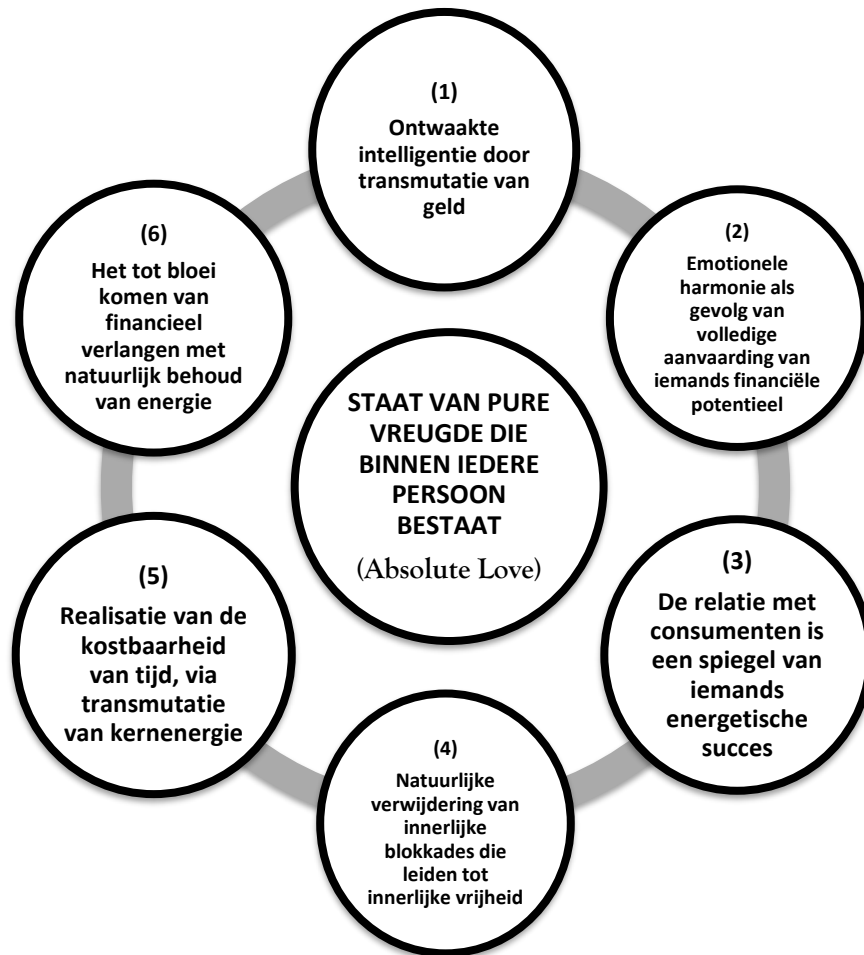 (1)
Ontwaakte
intelligentie door
transmutatie van
geld
(2)
Emotionele
harmonie als
gevolg van
volledige
aanvaarding van
iemands financiële
potentieel
(3)
De relatie met
consumenten is
een spiegel van
iemands
energetische
succes
(4)
Natuurlijke
verwijdering van
innerlijke
blokkades die
leiden tot
innerlijke vrijheid
(5)
Realisatie van de
kostbaarheid
van tijd, via
transmutatie
van kernenergie
(6)
Het tot bloei
komen van
financieel
verlangen met
natuurlijk behoud
van energie
STAAT VAN PURE
VREUGDE DIE
BINNEN IEDERE
PERSOON
BESTAAT
(Absolute Love)